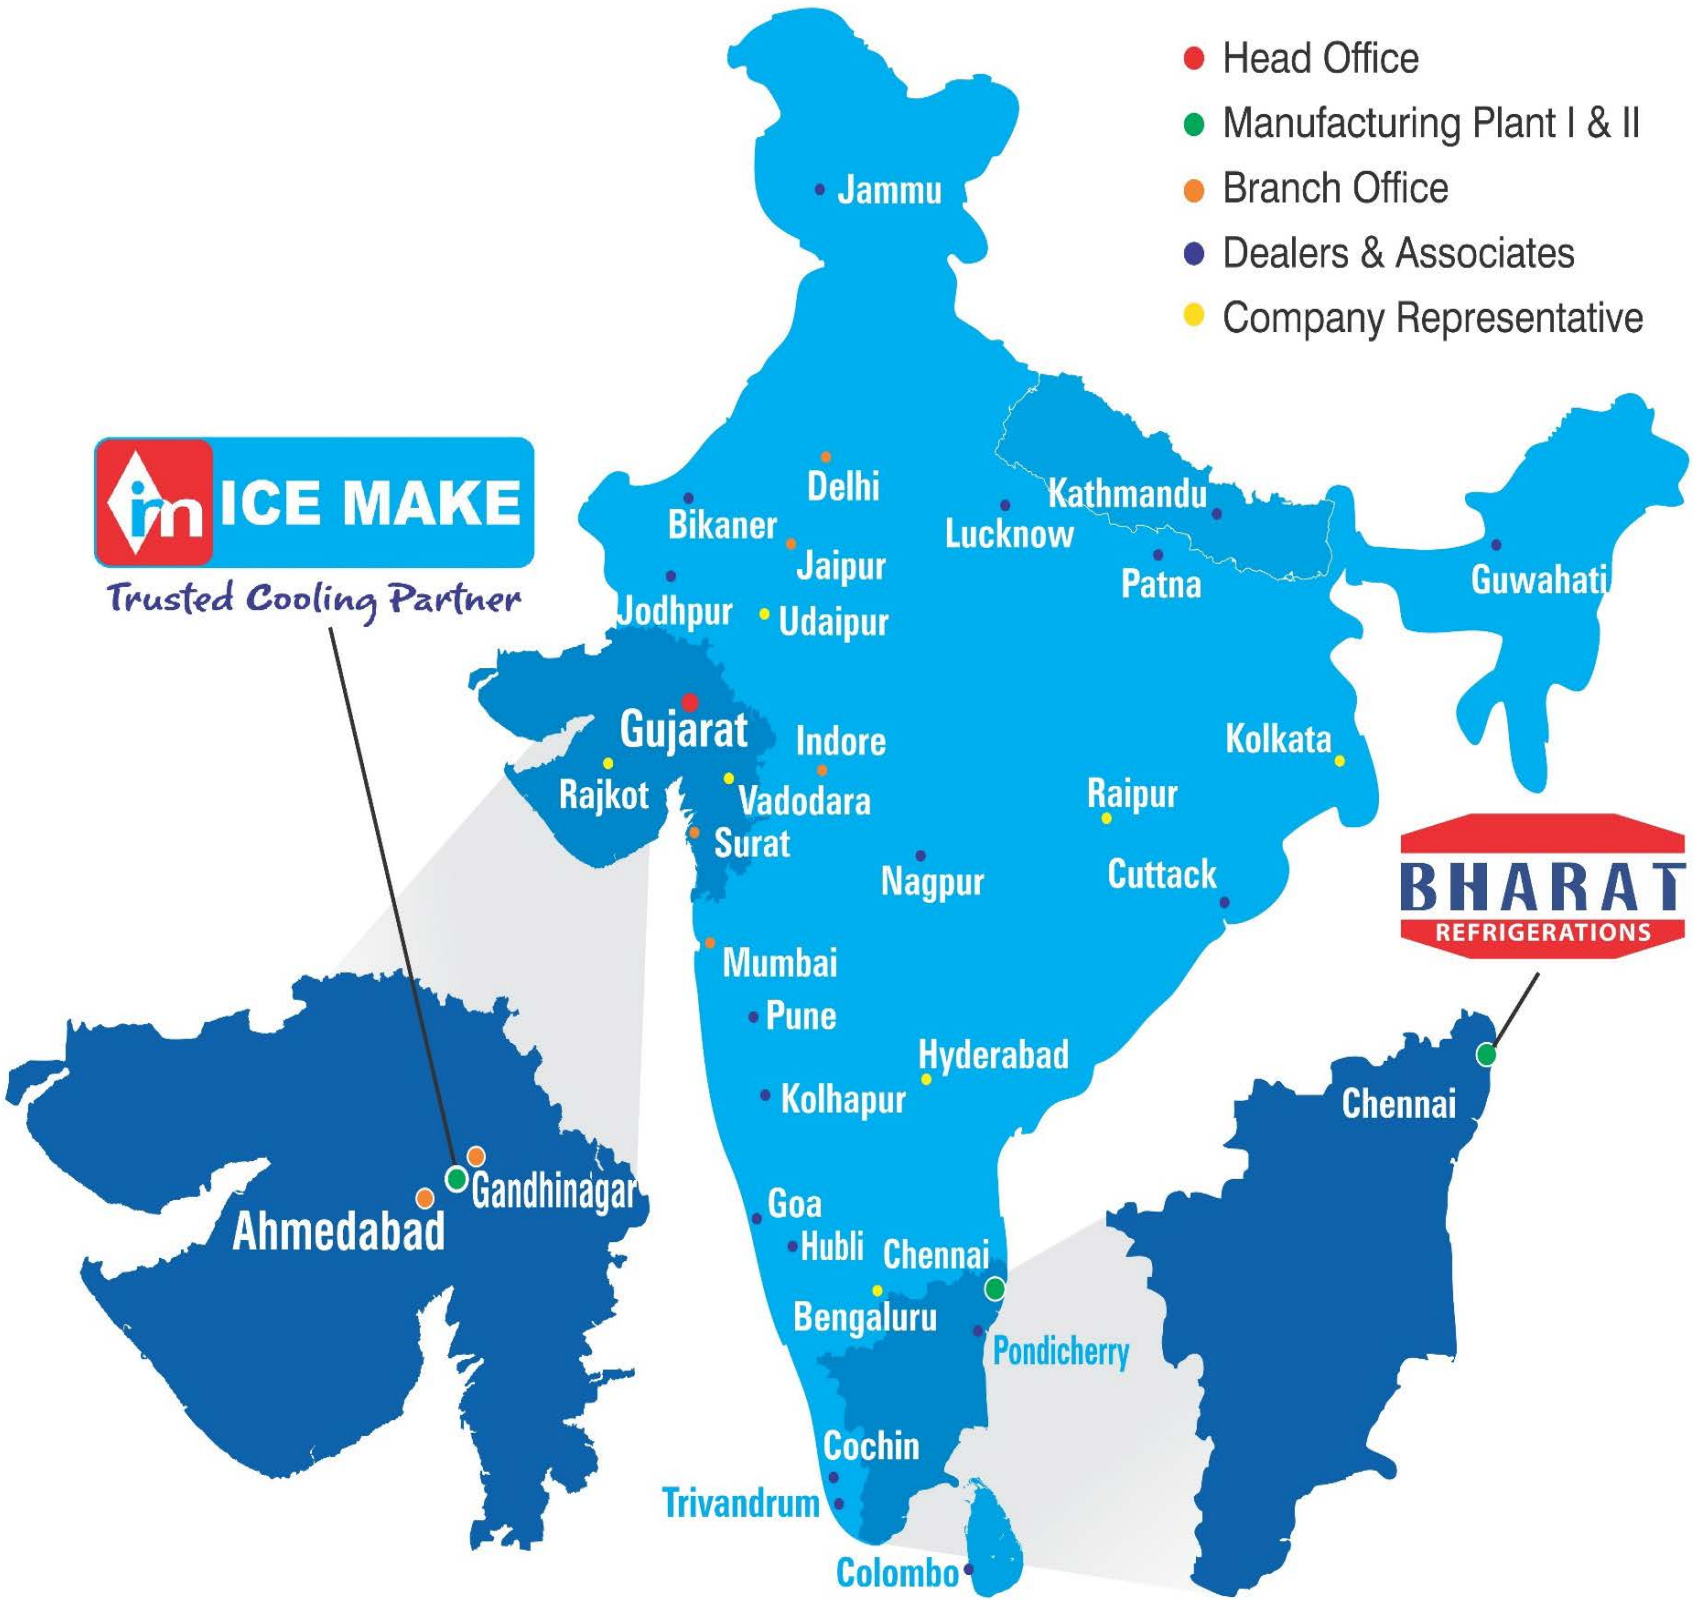 Head Office
Manufacturing Plant I & II
Branch Office
Dealers & Associates
Company Representative
im ICE MAKE
Trusted Cooling Partner
Jammu
Delhi
Bikaner
Jaipur
Jodhpur
Udaipur
Lucknow
Kathmandu
Patna
Guwahati
Gujarat
Rajkot
Vadodara
Surat
Indore
Kolkata
Raipur
Nagpur
Cuttack
Mumbai
Pune
Hyderabad
Kolhapur
Goa
Hubli
Chennai
Bengaluru
Pondicherry
Cochin
Trivandrum
Colombo
Gandhinagar
Ahmedabad
BHARAT
REFRIGERATIONS
Chennai